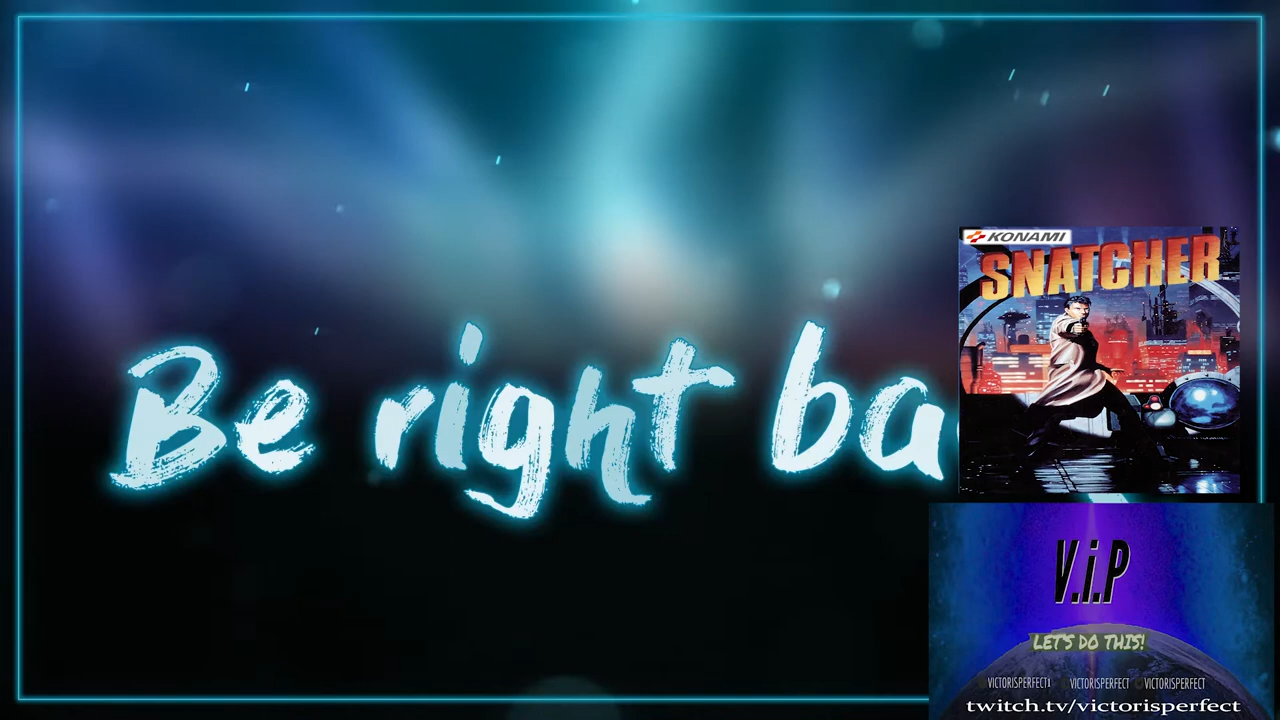 Be right ba
KONAMI
SNATCHER
V.i.P
LET'S DO THIS!
VICTORISPERFECT1 VICTORISPERFECT VICTORISPERFECT
twitch.tv/victorisperfect